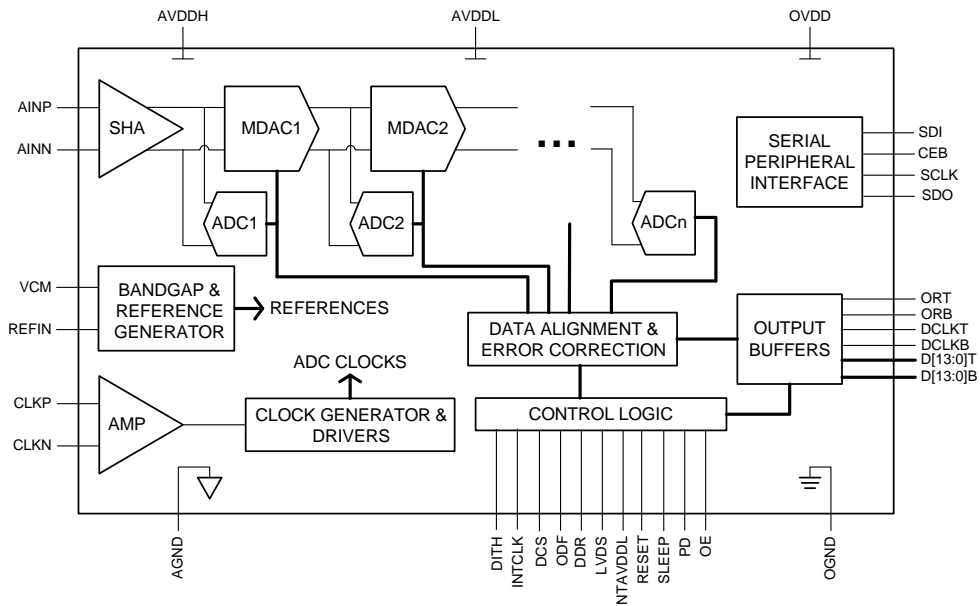 AVDDH
AVDDL
OVDD
AINP
AINN
SHA
MDAC1
MDAC2
...
ADC1
ADC2
ADCn
SERIAL
PERIPHERAL
INTERFACE
SDI
CEB
SCLK
SDO
VCM
REFIN
BANDGAP &
REFERENCE
GENERATOR
REFERENCES
DATA ALIGNMENT &
ERROR CORRECTION
OUTPUT
BUFFERS
ORT
ORB
DCLKT
DCLKB
D[13:0]T
D[13:0]B
ADC CLOCKS
CLKP
CLKN
AMP
CLOCK GENERATOR &
DRIVERS
CONTROL LOGIC
AGND
DITH
INTCLK
DCS
ODF
DDR
LVDS
NTAVDDL
RESET
SLEEP
PD
OE
OGND